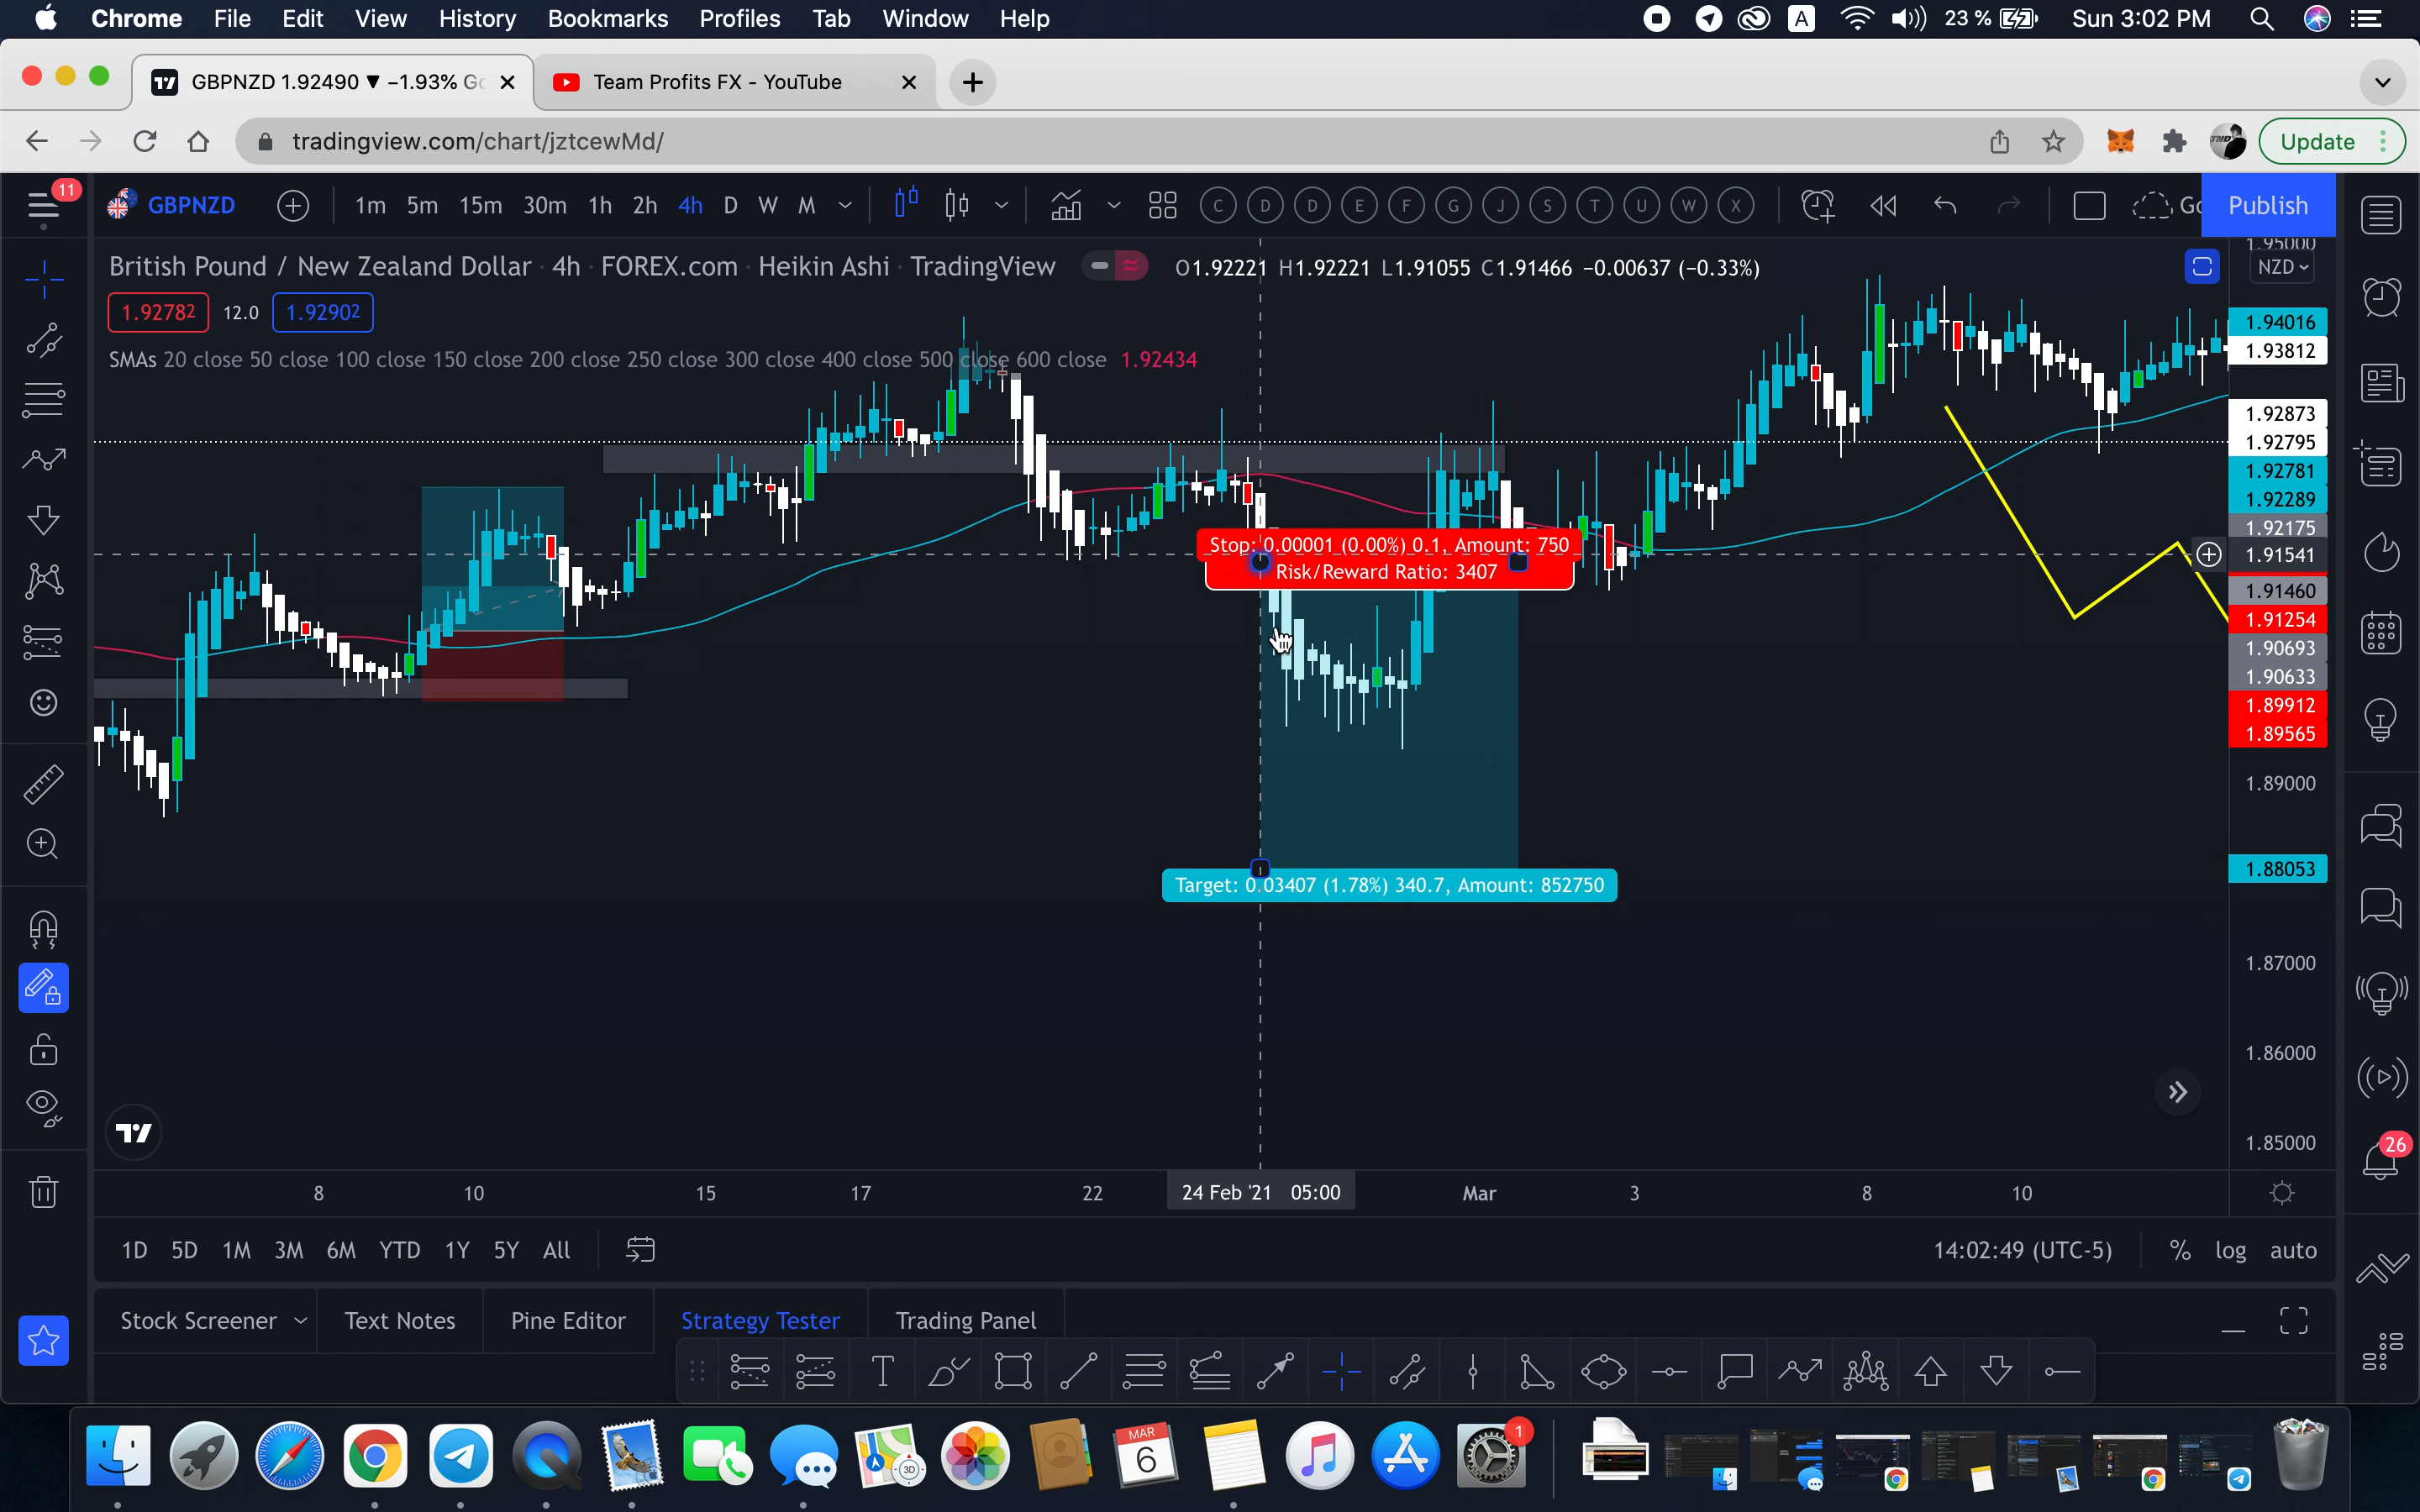 Chrome File Edit View History Bookmarks Profiles Tab Window Help A 23 % Sun 3:02 PM
GBPNZD 1.92490 ▼ −1.93% Team Profits FX - YouTube
tradingview.com/chart/jztcewMd/ Update
11 GBPNZD 1m 5m 15m 30m 1h 2h 4h D W M C D D E F G J S T U W X Publish
British Pound / New Zealand Dollar · 4h · FOREX.com · Heikin Ashi · TradingView O1.92221 H1.92221 L1.91055 C1.91466 −0.00637 (−0.33%)
NZD
1.92782 12.0 1.92902
SMAs 20 close 50 close 100 close 150 close 200 close 250 close 300 close 400 close 500 close 600 close 1.92434
1.95000
1.94016
1.93812
1.92873
1.92795
1.92781
1.92289
1.92175
1.91541
1.91460
1.91254
1.90693
1.90633
1.89912
1.89565
1.89000
1.88053
1.87000
1.86000
1.85000
Stop: 0.00001 (0.00%) 0.1, Amount: 750
Risk/Reward Ratio: 3407
Target: 0.03407 (1.78%) 340.7, Amount: 852750
26
8 10 15 17 22 24 Feb '21 05:00 Mar 3 8 10
1D 5D 1M 3M 6M YTD 1Y 5Y All 14:02:49 (UTC-5) % log auto
Stock Screener Text Notes Pine Editor Strategy Tester Trading Panel
T
MAR
6
3D
1